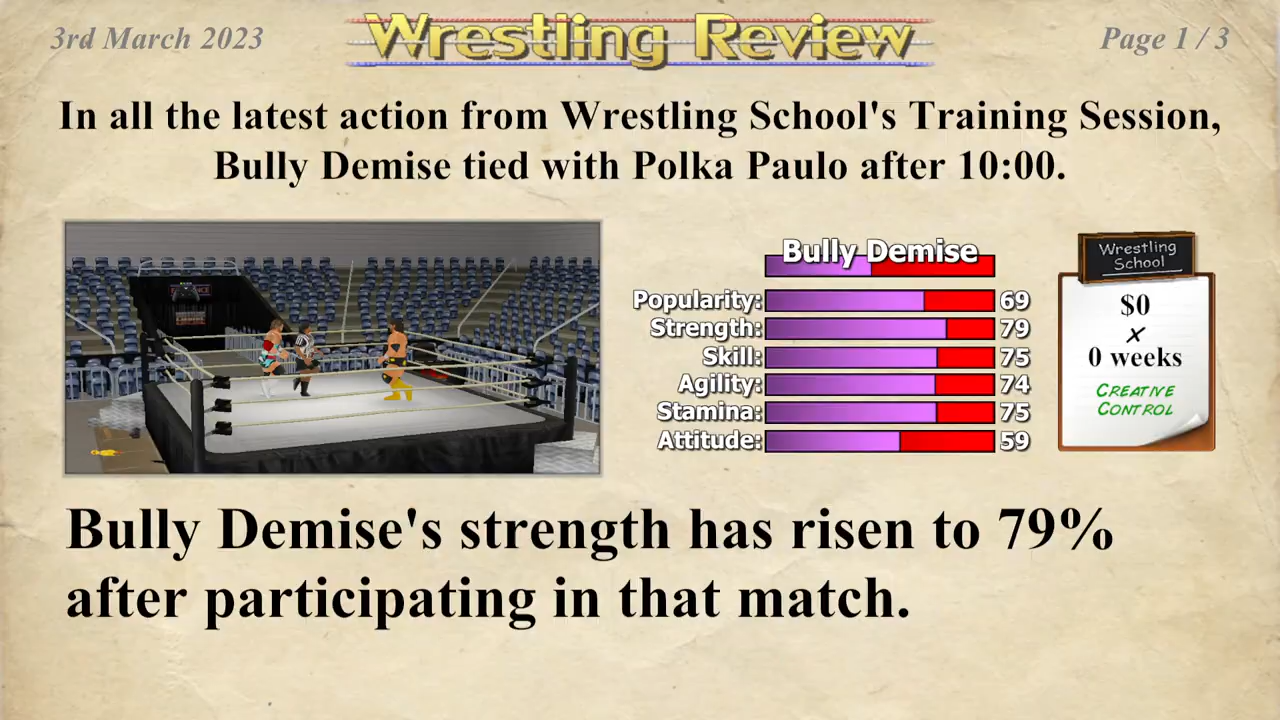 3rd March 2023
Wrestling Review
Page 1 / 3
In all the latest action from Wrestling School's Training Session,
Bully Demise tied with Polka Paulo after 10:00.
Bully Demise
Popularity: 69
Strength: 79
Skill: 75
Agility: 74
Stamina: 75
Attitude: 59
Wrestling
School
$0
x
0 weeks
CREATIVE
CONTROL
Bully Demise's strength has risen to 79%
after participating in that match.